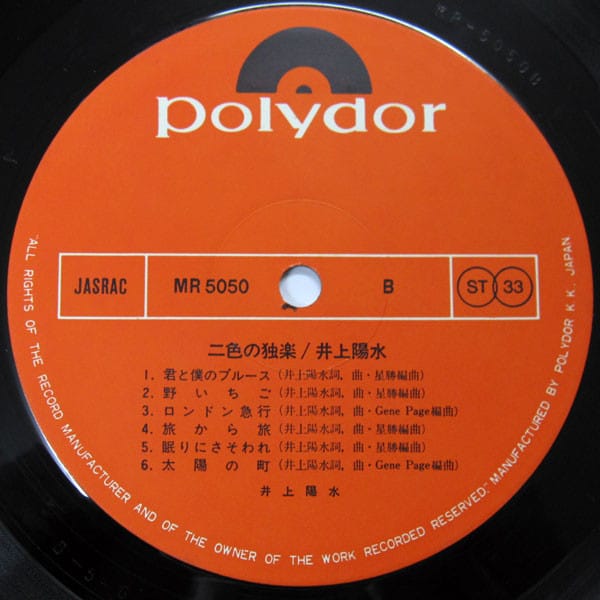 polydor
JASRAC MR 5050 B ST 33
二色の独楽/井上陽水
1. 君と僕のブルース(井上陽水詞, 曲・星勝編曲)
2. 野いちご(井上陽水詞, 曲・星勝編曲)
3. ロンドン急行(井上陽水詞, 曲・Gene Page編曲)
4. 旅から旅(井上陽水詞, 曲・星勝編曲)
5. 眠りにさそわれ(井上陽水詞, 曲・星勝編曲)
6. 太陽の町(井上陽水詞, 曲・Gene Page編曲)
井上陽水
"ALL RIGHTS OF THE RECORD MANUFACTURER AND OF THE OWNER OF THE WORK RECORDED RESERVED." MANUFACTURED BY POLYDOR K.K. JAPAN